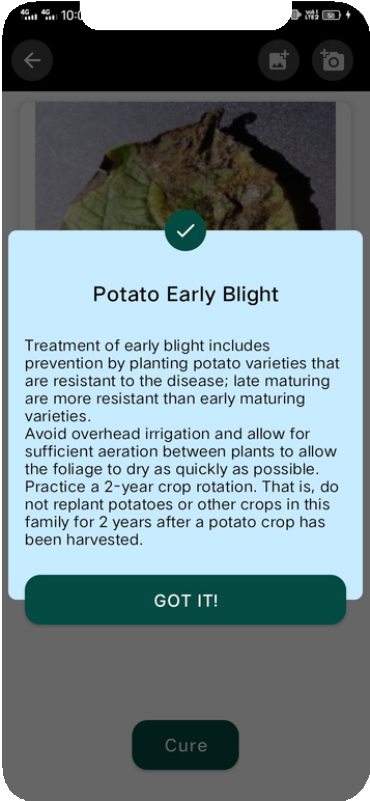 4G 4G 10:0
Potato Early Blight
Treatment of early blight includes
prevention by planting potato varieties that
are resistant to the disease; late maturing
are more resistant than early maturing
varieties.
Avoid overhead irrigation and allow for
sufficient aeration between plants to allow
the foliage to dry as quickly as possible.
Practice a 2-year crop rotation. That is, do
not replant potatoes or other crops in this
family for 2 years after a potato crop has
been harvested.
GOT IT!
Cure